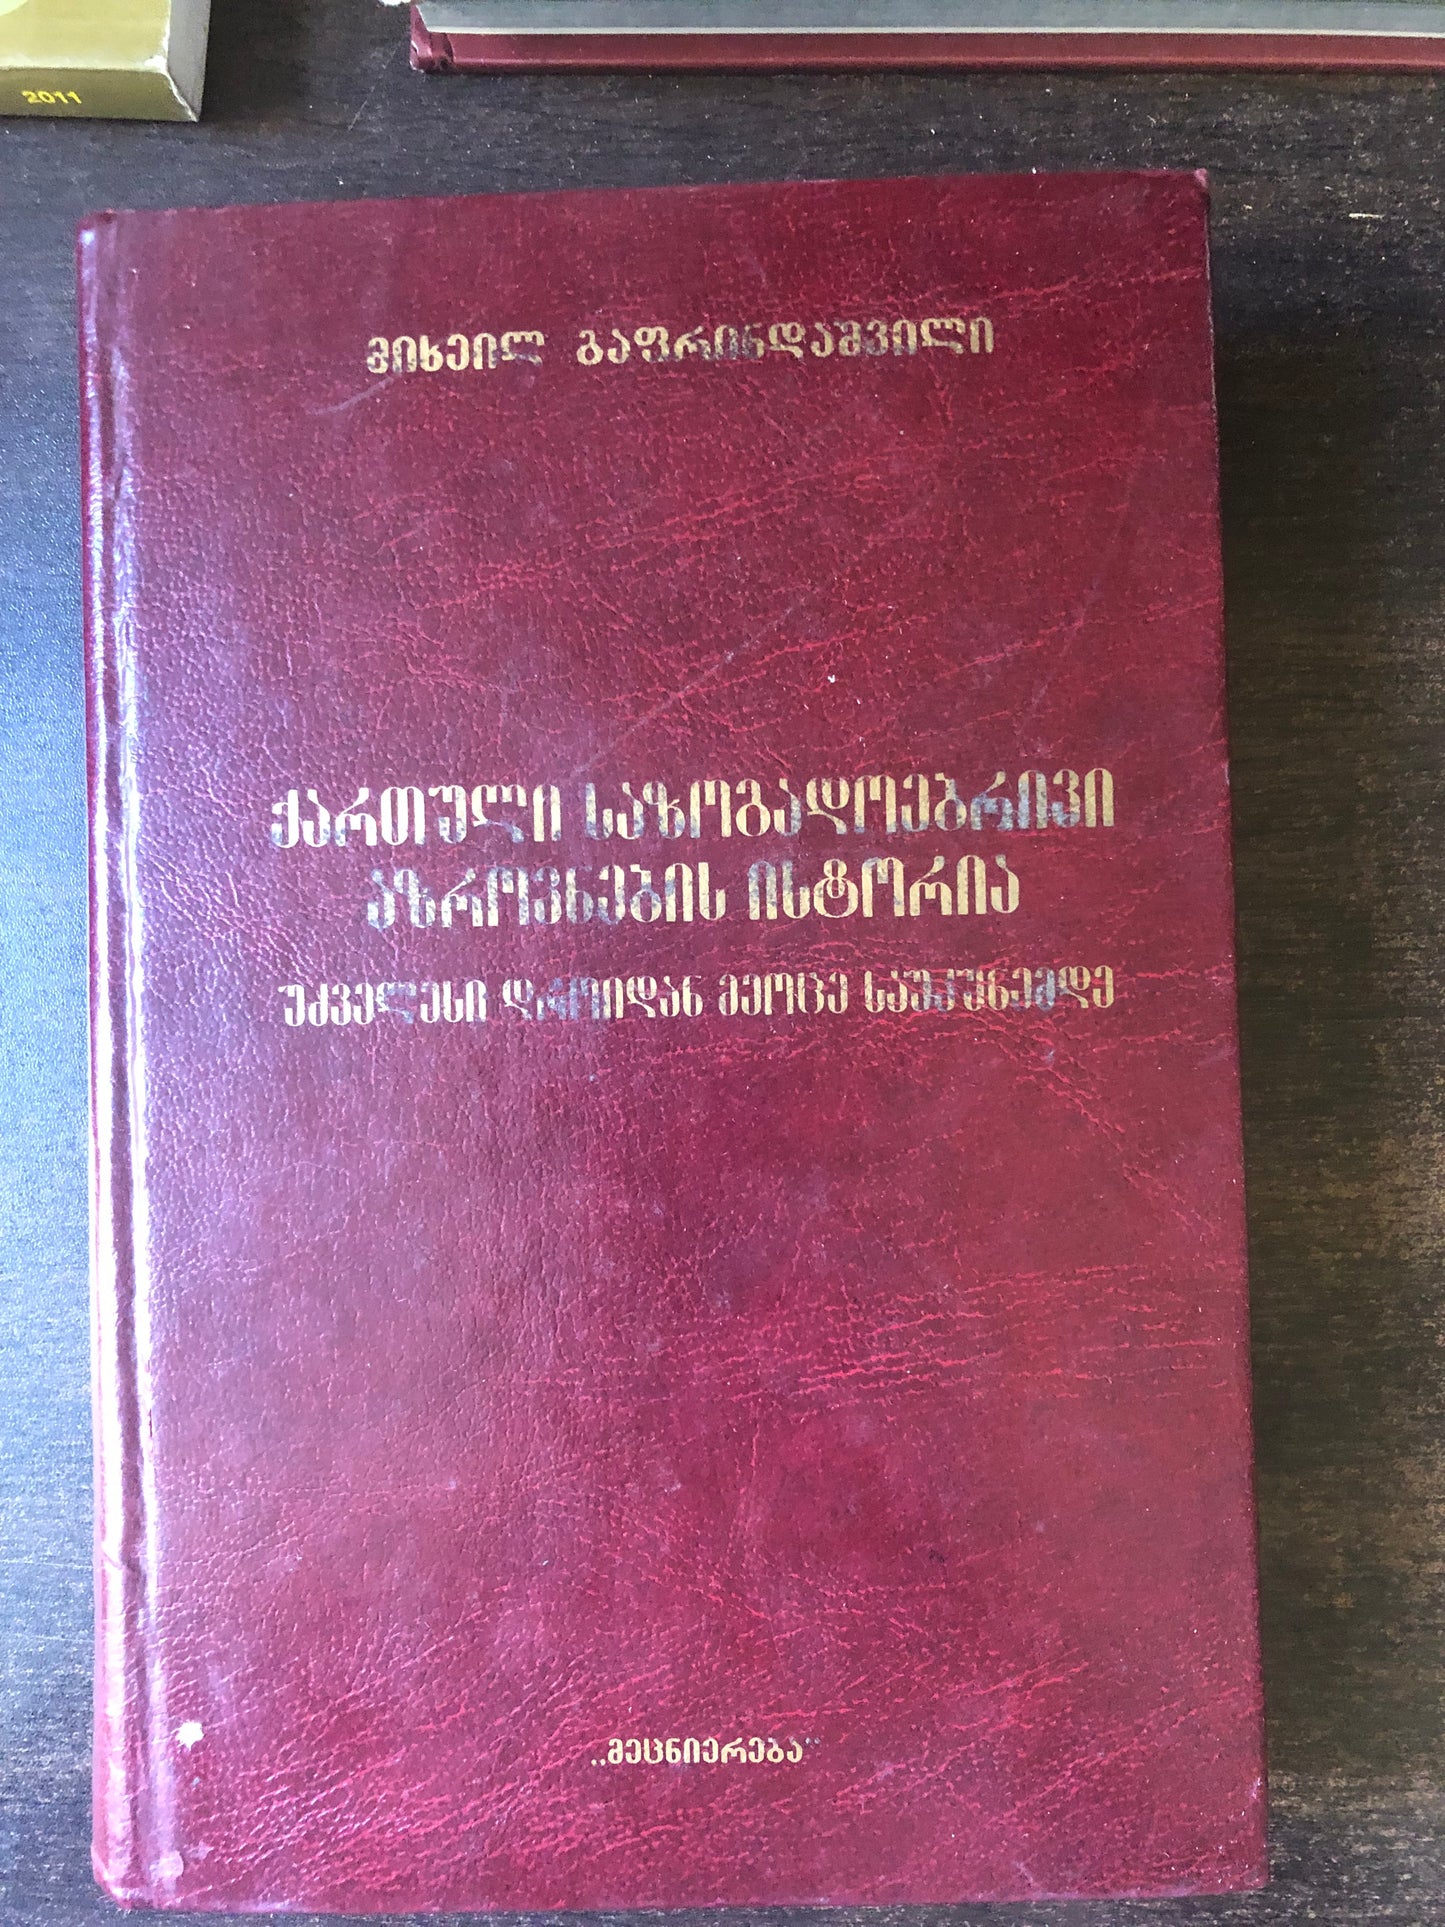 2011
მიხეილ გაფრინდაშვილი
ქართული საზოგადოებრივი
აზროვნების ისტორია
უძველესი დროიდან მეოცე საუკუნემდე
„მეცნიერება“